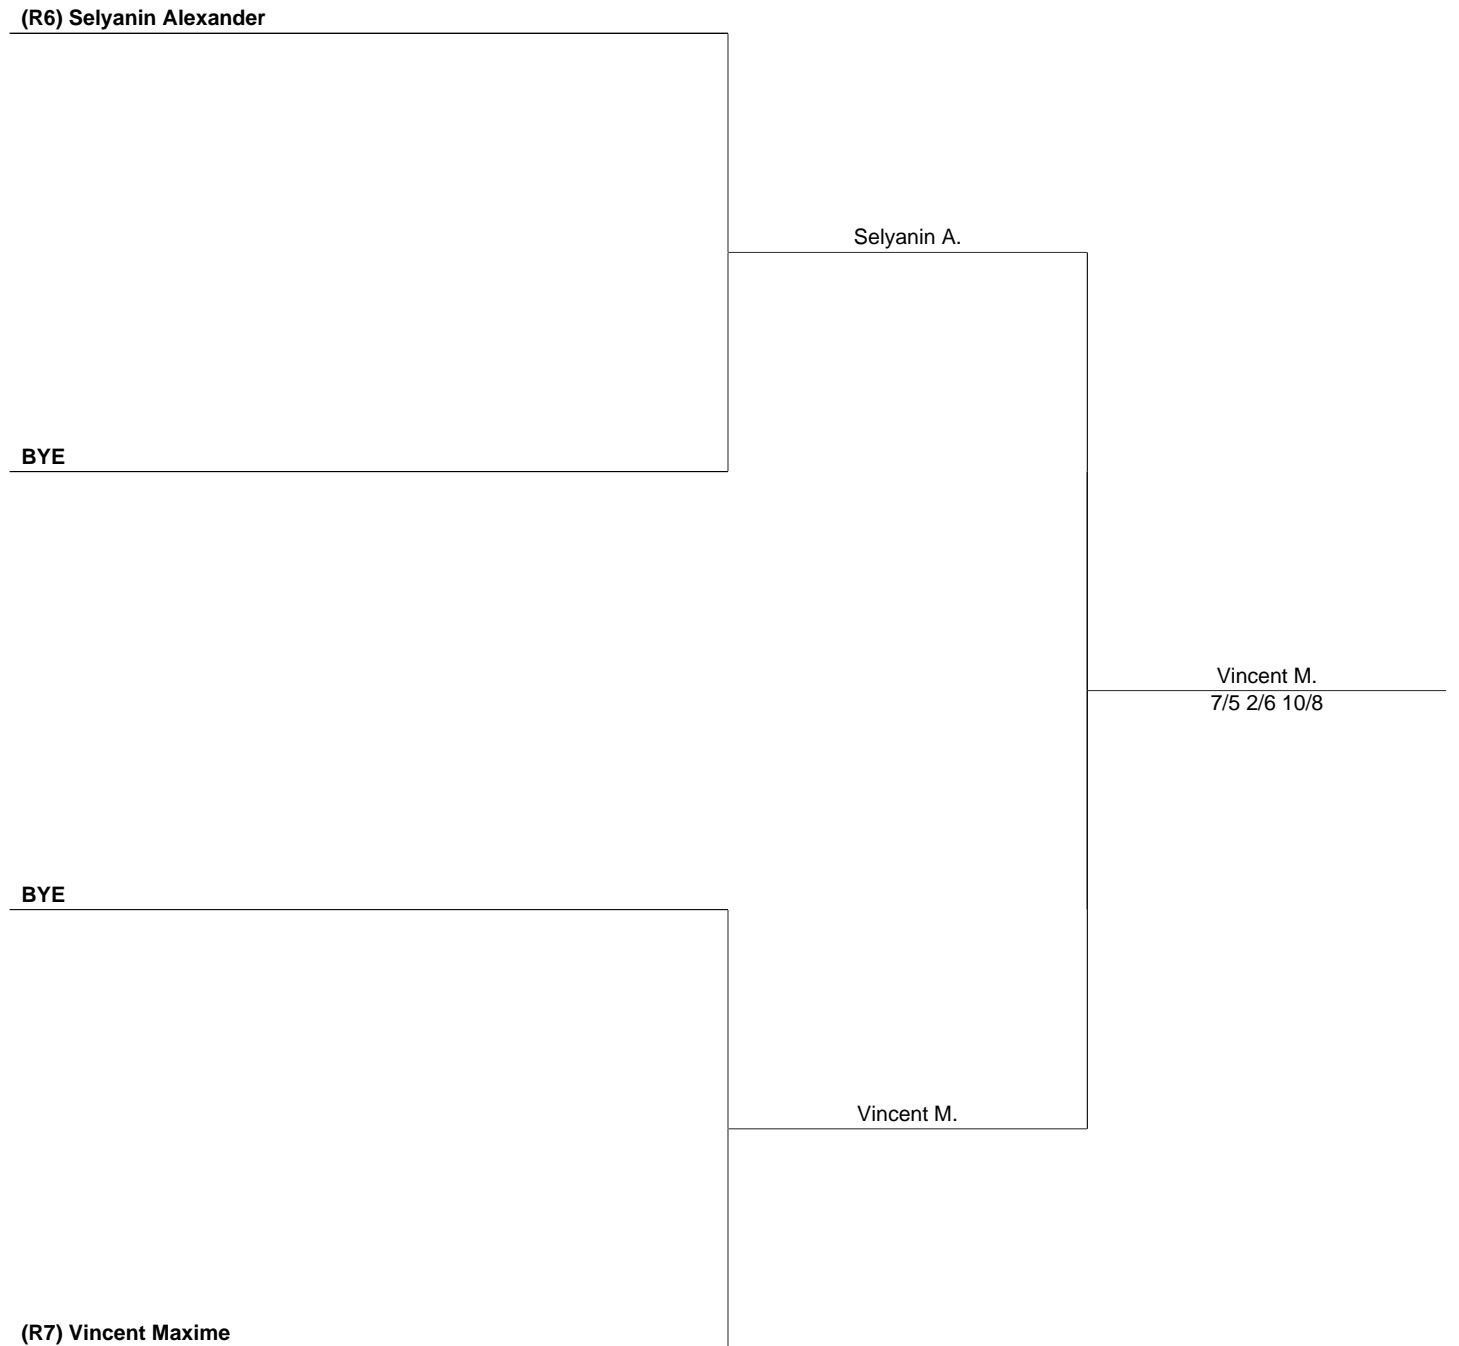 (R6) Selyanin Alexander
Selyanin A.
BYE
Vincent M.
7/5 2/6 10/8
BYE
Vincent M.
(R7) Vincent Maxime